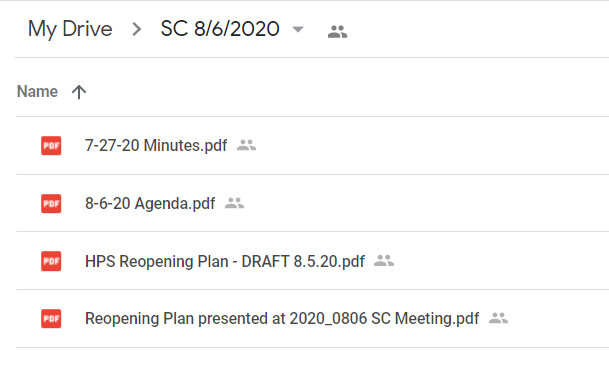 My Drive > SC 8/6/2020
Name
PDF 7-27-20 Minutes.pdf
PDF 8-6-20 Agenda.pdf
PDF HPS Reopening Plan - DRAFT 8.5.20.pdf
PDF Reopening Plan presented at 2020_0806 SC Meeting.pdf